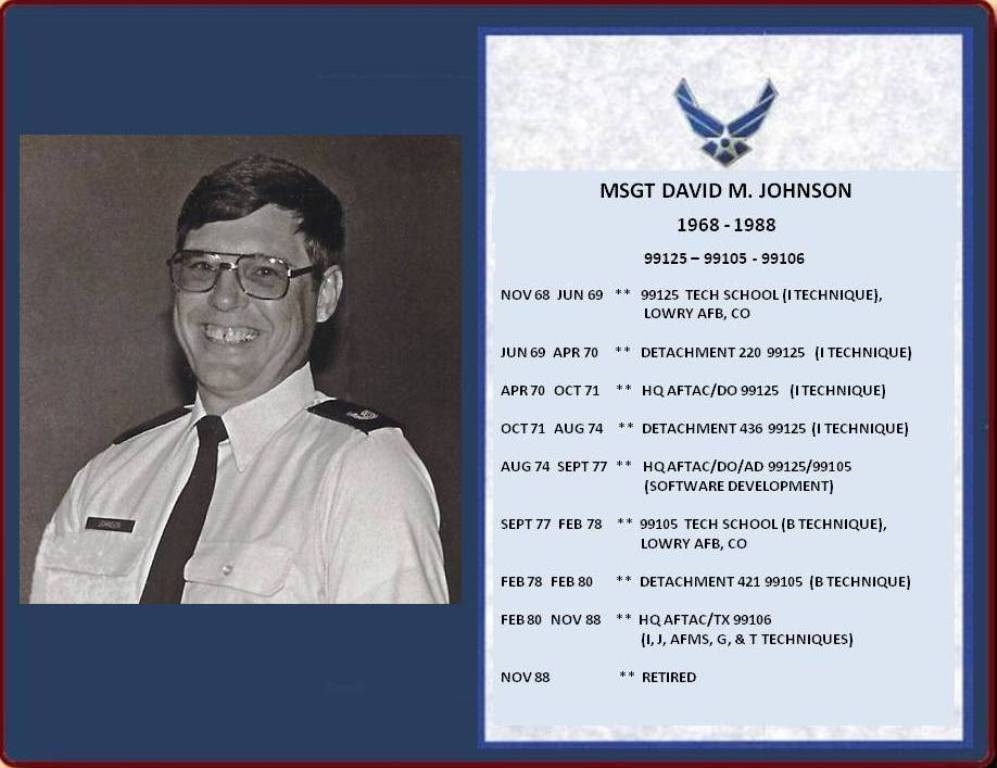 MSGT DAVID M. JOHNSON
1968 - 1988
99125 – 99105 - 99106
NOV 68 JUN 69 ** 99125 TECH SCHOOL (I TECHNIQUE),
LOWRY AFB, CO
JUN 69 APR 70 ** DETACHMENT 220 99125 (I TECHNIQUE)
APR 70 OCT 71 ** HQ AFTAC/DO 99125 (I TECHNIQUE)
OCT 71 AUG 74 ** DETACHMENT 436 99125 (I TECHNIQUE)
AUG 74 SEPT 77 ** HQ AFTAC/DO/AD 99125/99105
(SOFTWARE DEVELOPMENT)
SEPT 77 FEB 78 ** 99105 TECH SCHOOL (B TECHNIQUE),
LOWRY AFB, CO
FEB 78 FEB 80 ** DETACHMENT 421 99105 (B TECHNIQUE)
FEB 80 NOV 88 ** HQ AFTAC/TX 99106
(I, J, AFMS, G, & T TECHNIQUES)
NOV 88 ** RETIRED
JOHNSON